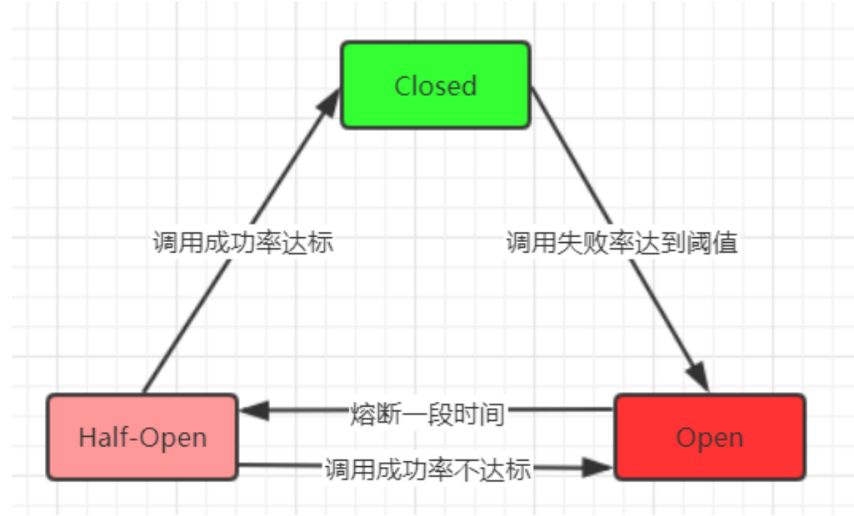 Closed
调用成功率达标
调用失败率达到阈值
Half-Open
熔断一段时间
Open
调用成功率不达标